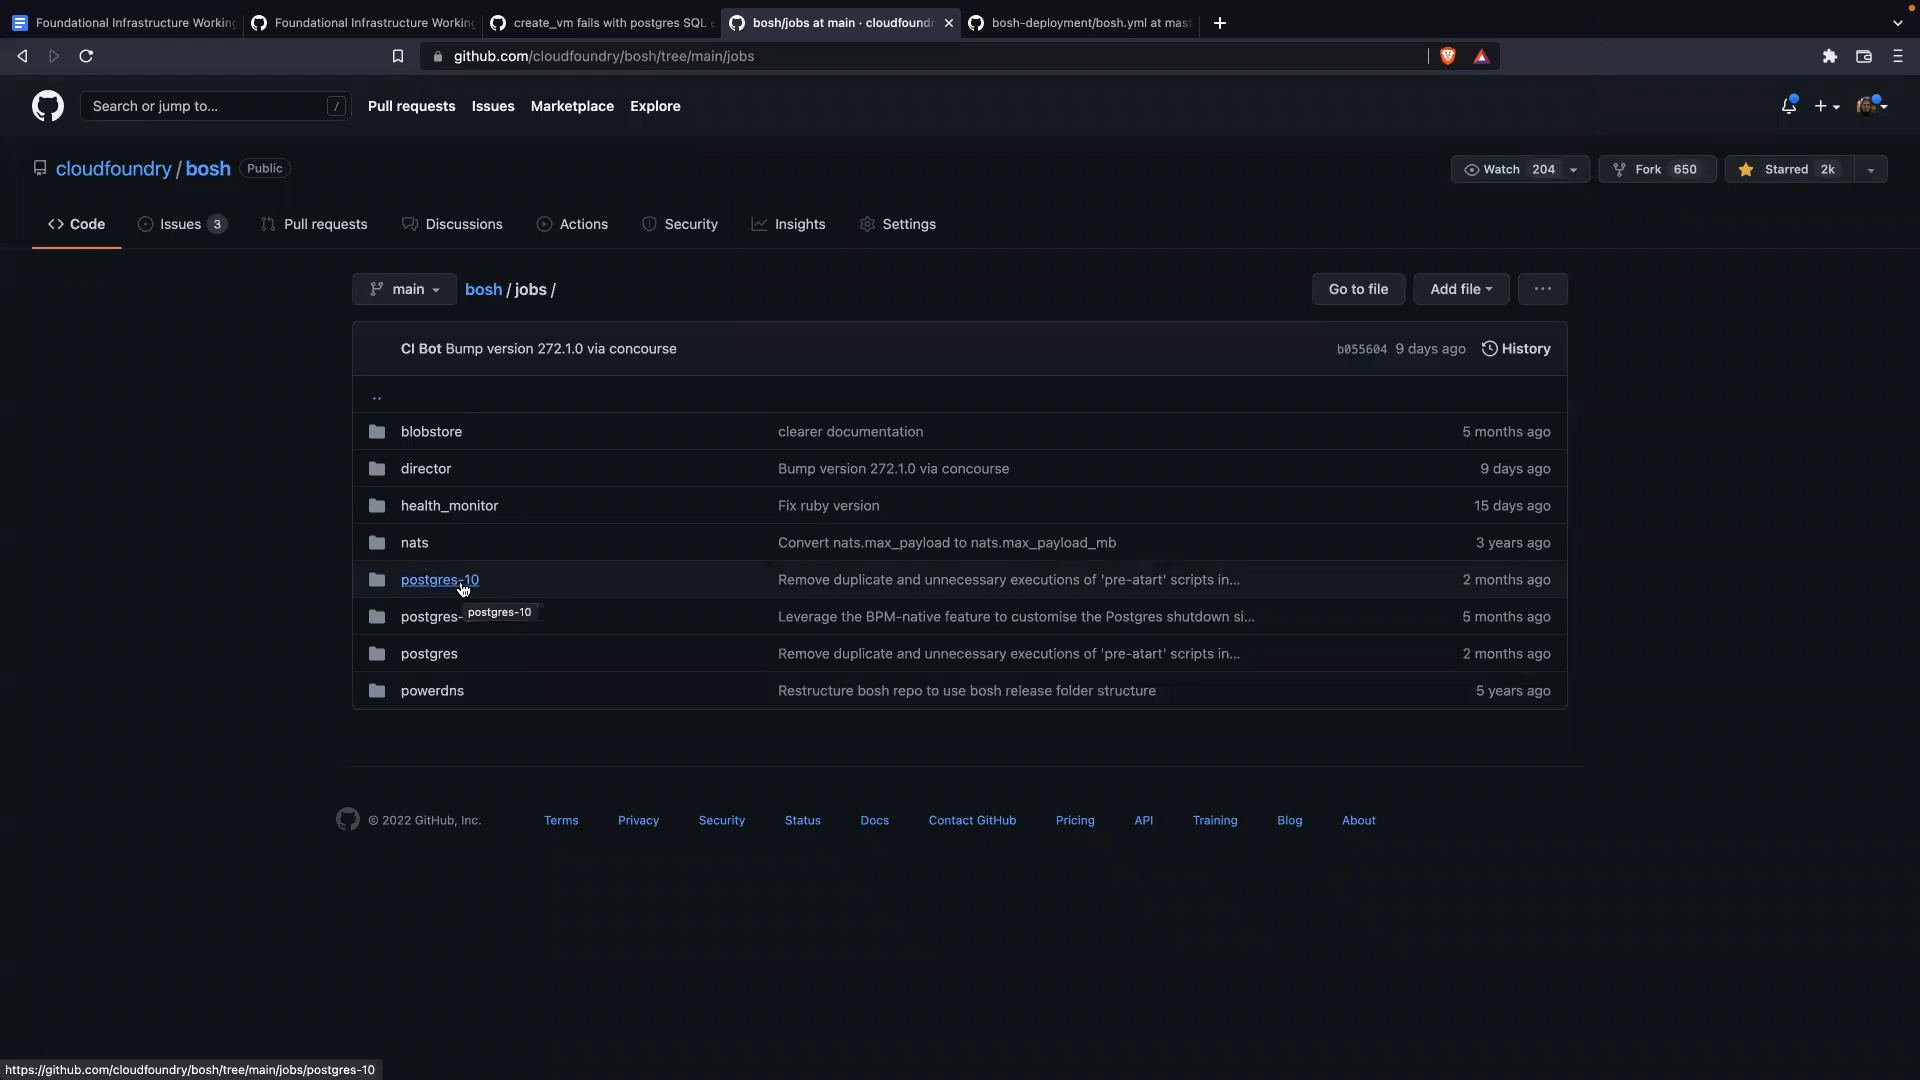 Foundational Infrastructure Working
Foundational Infrastructure Working
create_vm fails with postgres SQL e
bosh/jobs at main · cloudfoundr
bosh-deployment/bosh.yml at mast
github.com/cloudfoundry/bosh/tree/main/jobs
Search or jump to...
/
Pull requests
Issues
Marketplace
Explore
cloudfoundry / bosh
Public
Watch 204
Fork 650
Starred 2k
<> Code
Issues 3
Pull requests
Discussions
Actions
Security
Insights
Settings
main
bosh / jobs /
Go to file
Add file
...
CI Bot Bump version 272.1.0 via concourse
b055604 9 days ago
History
..
blobstore
clearer documentation
5 months ago
director
Bump version 272.1.0 via concourse
9 days ago
health_monitor
Fix ruby version
15 days ago
nats
Convert nats.max_payload to nats.max_payload_mb
3 years ago
postgres-10
Remove duplicate and unnecessary executions of 'pre-atart' scripts in...
2 months ago
postgres-10
postgres-
Leverage the BPM-native feature to customise the Postgres shutdown si...
5 months ago
postgres
Remove duplicate and unnecessary executions of 'pre-atart' scripts in...
2 months ago
powerdns
Restructure bosh repo to use bosh release folder structure
5 years ago
© 2022 GitHub, Inc.
Terms
Privacy
Security
Status
Docs
Contact GitHub
Pricing
API
Training
Blog
About
https://github.com/cloudfoundry/bosh/tree/main/jobs/postgres-10